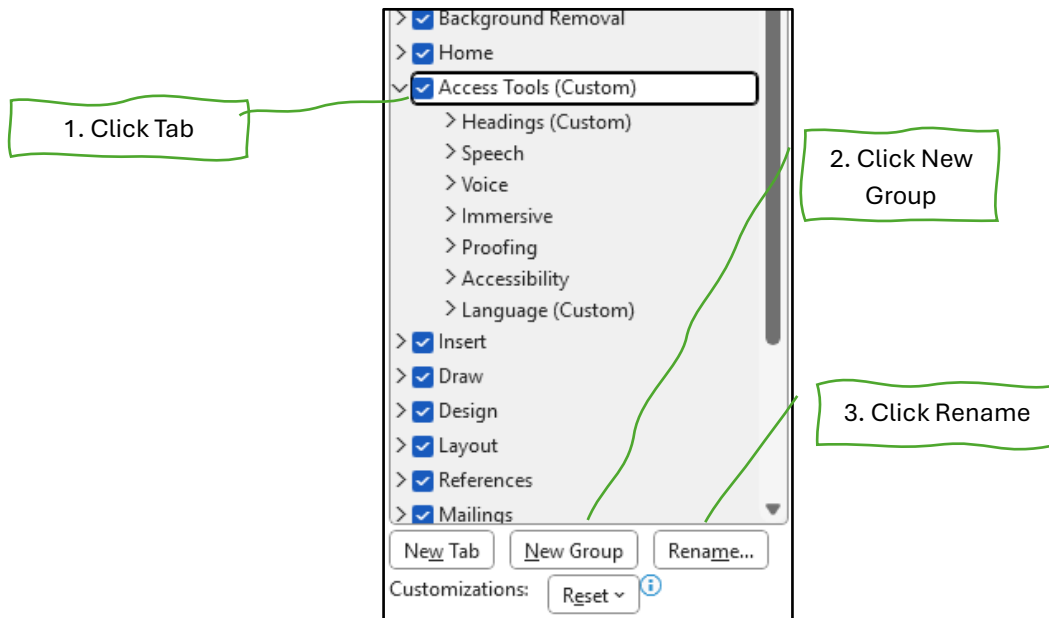 Background Removal
Home
Access Tools (Custom)
1. Click Tab
Headings (Custom)
Speech
2. Click New
Group
Voice
Immersive
Proofing
Accessibility
Language (Custom)
Insert
Draw
Design
3. Click Rename
Layout
References
Mailings
New Tab New Group Rename...
Customizations: Reset